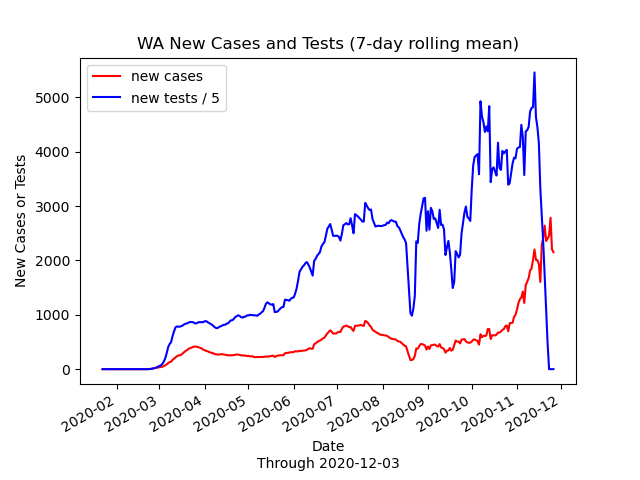 WA New Cases and Tests (7-day rolling mean)
new cases
new tests / 5
New Cases or Tests
5000
4000
3000
2000
1000
0
2020-02
2020-03
2020-04
2020-05
2020-06
2020-07
2020-08
2020-09
2020-10
2020-11
2020-12
Date
Through 2020-12-03